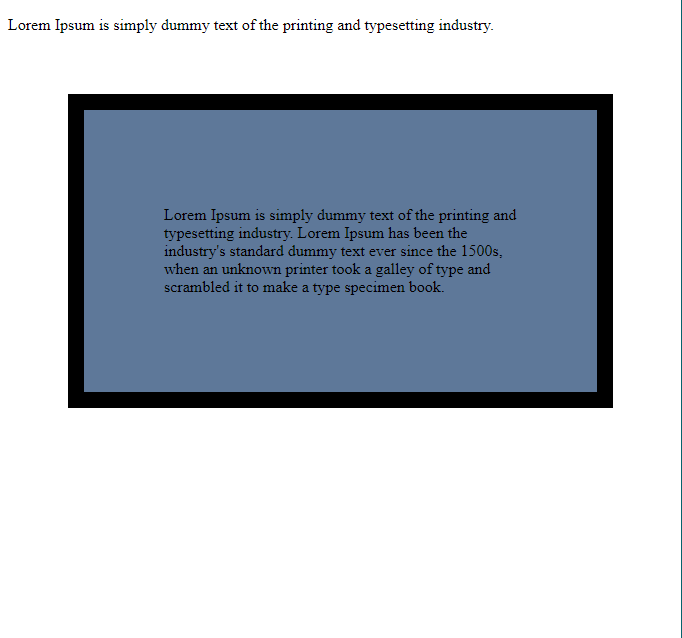 Lorem Ipsum is simply dummy text of the printing and typesetting industry.
Lorem Ipsum is simply dummy text of the printing and
typesetting industry. Lorem Ipsum has been the
industry's standard dummy text ever since the 1500s,
when an unknown printer took a galley of type and
scrambled it to make a type specimen book.